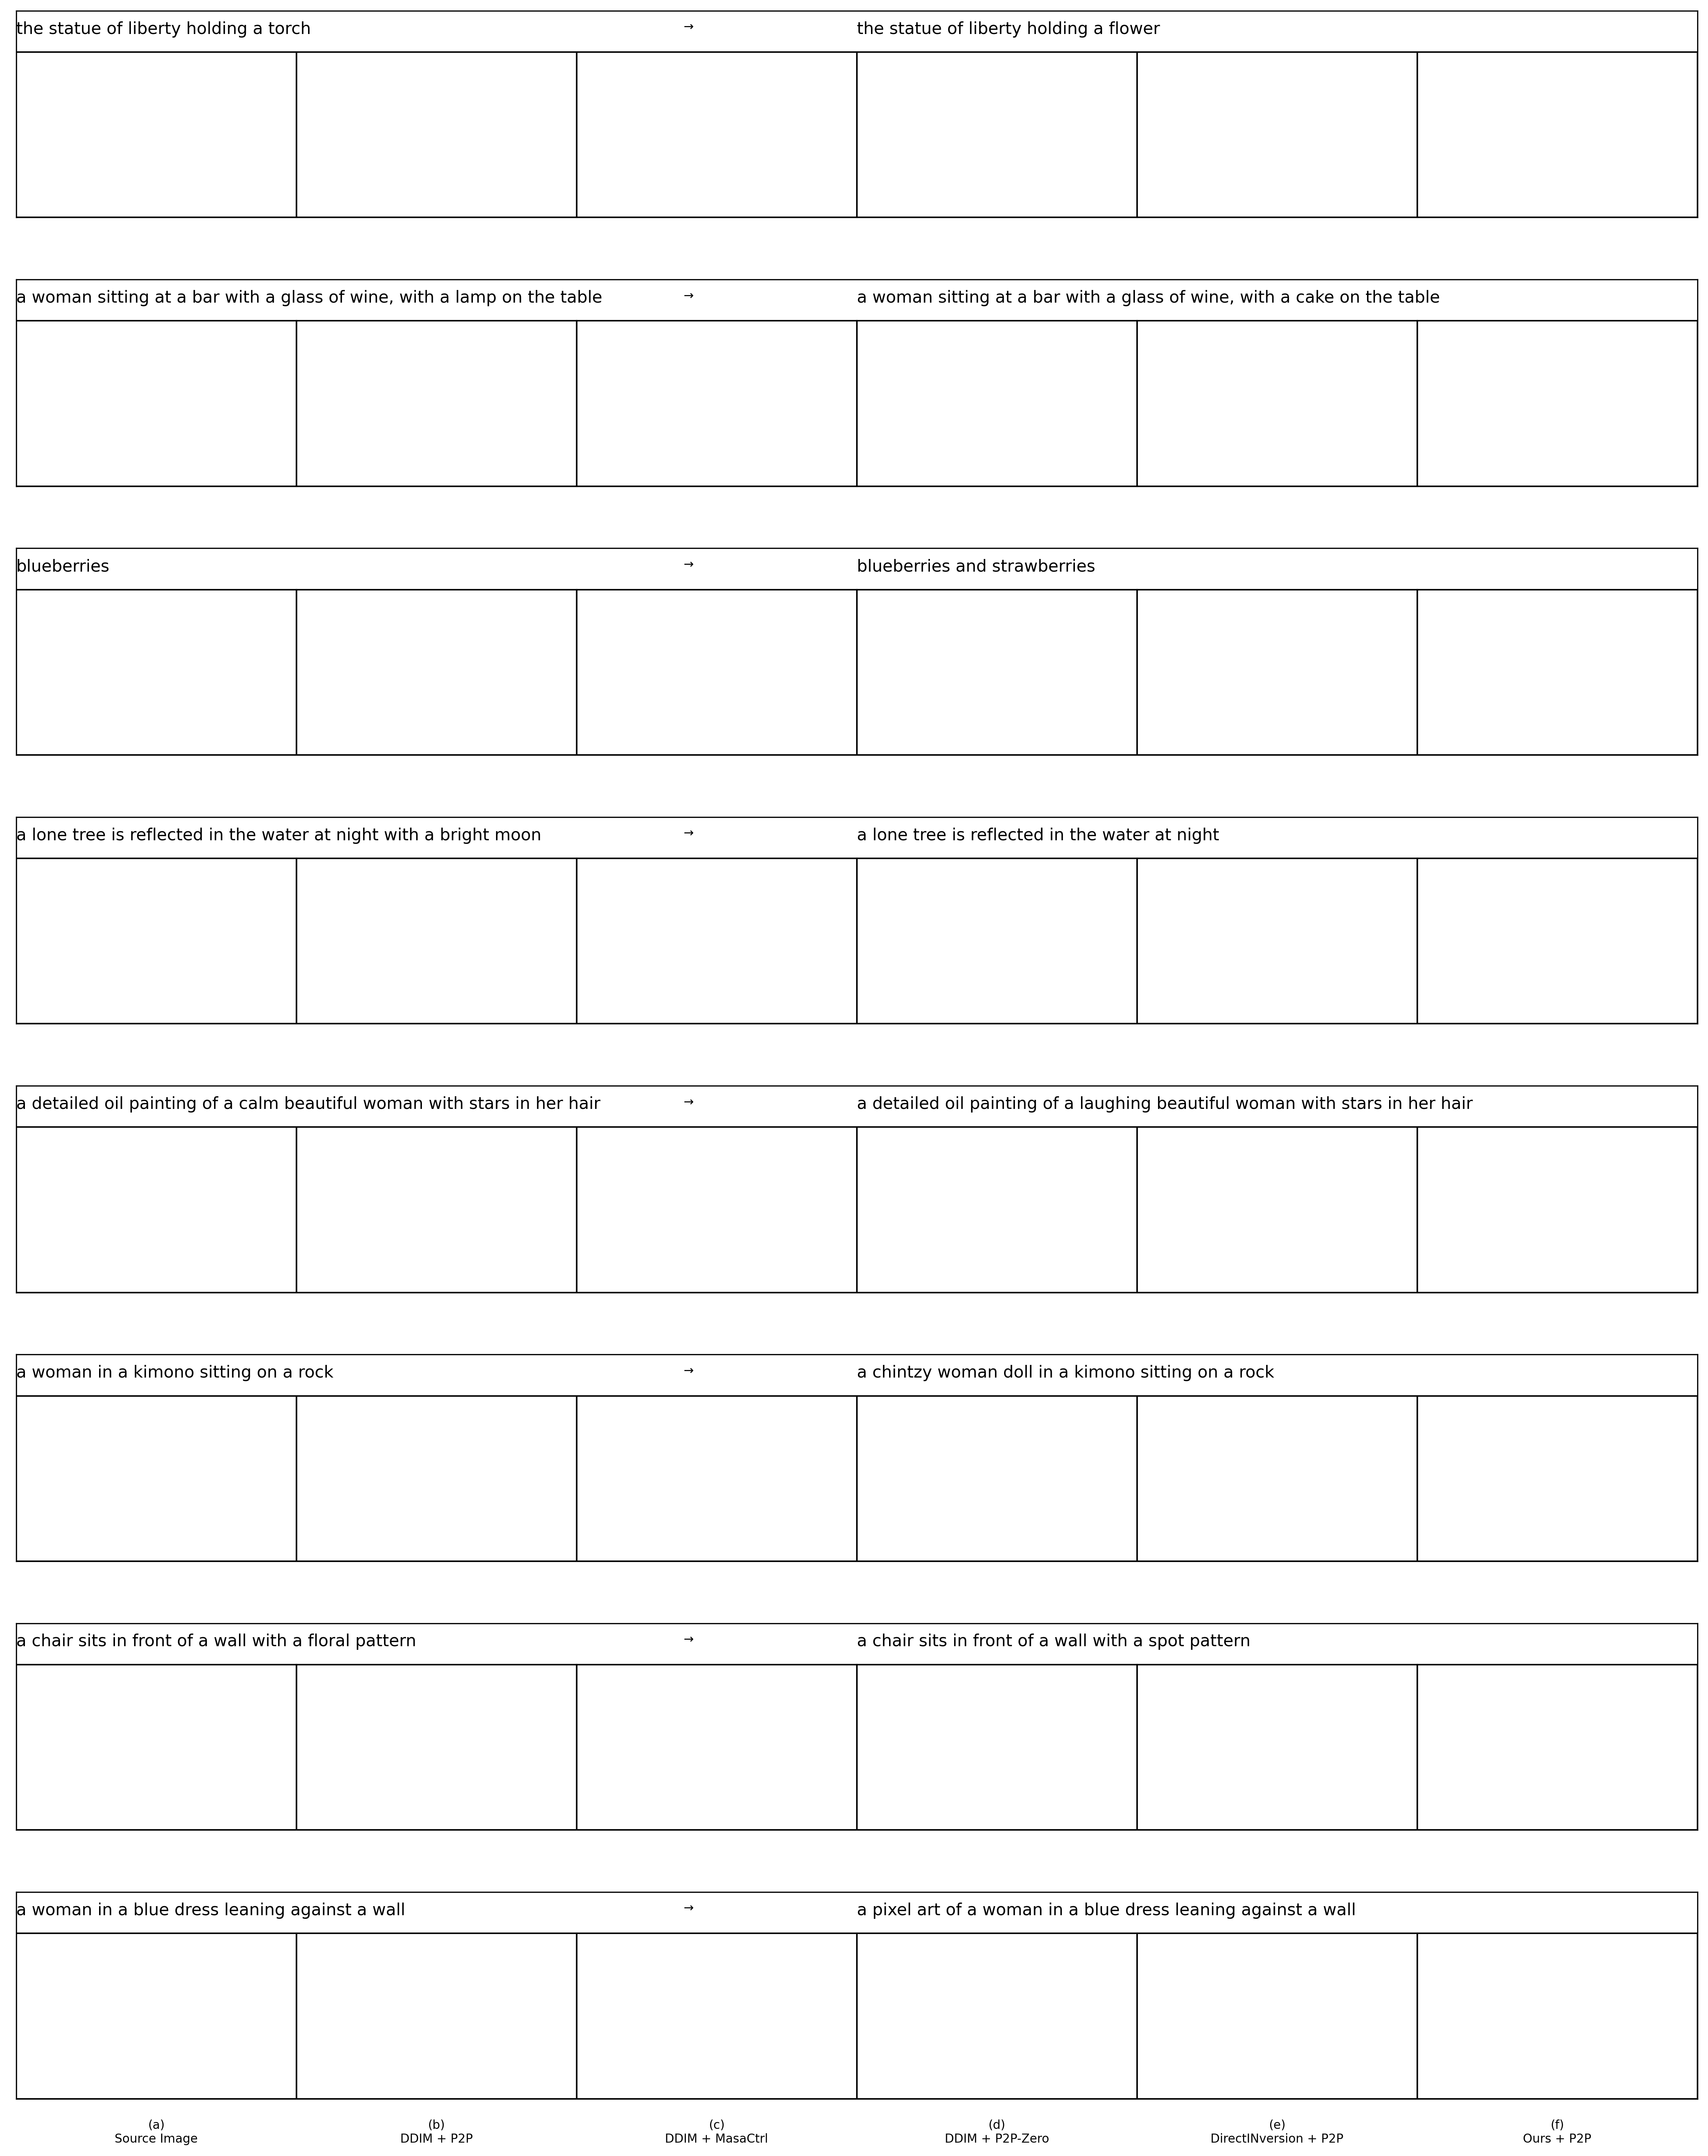 the statue of liberty holding a torch → the statue of liberty holding a flower
a woman sitting at a bar with a glass of wine, with a lamp on the table → a woman sitting at a bar with a glass of wine, with a cake on the table
blueberries → blueberries and strawberries
a lone tree is reflected in the water at night with a bright moon → a lone tree is reflected in the water at night
a detailed oil painting of a calm beautiful woman with stars in her hair → a detailed oil painting of a laughing beautiful woman with stars in her hair
a woman in a kimono sitting on a rock → a chintzy woman doll in a kimono sitting on a rock
a chair sits in front of a wall with a floral pattern → a chair sits in front of a wall with a spot pattern
a woman in a blue dress leaning against a wall → a pixel art of a woman in a blue dress leaning against a wall
(a) (b) (c) (d) (e) (f)
Source Image DDIM + P2P DDIM + MasaCtrl DDIM + P2P-Zero DirectINversion + P2P Ours + P2P